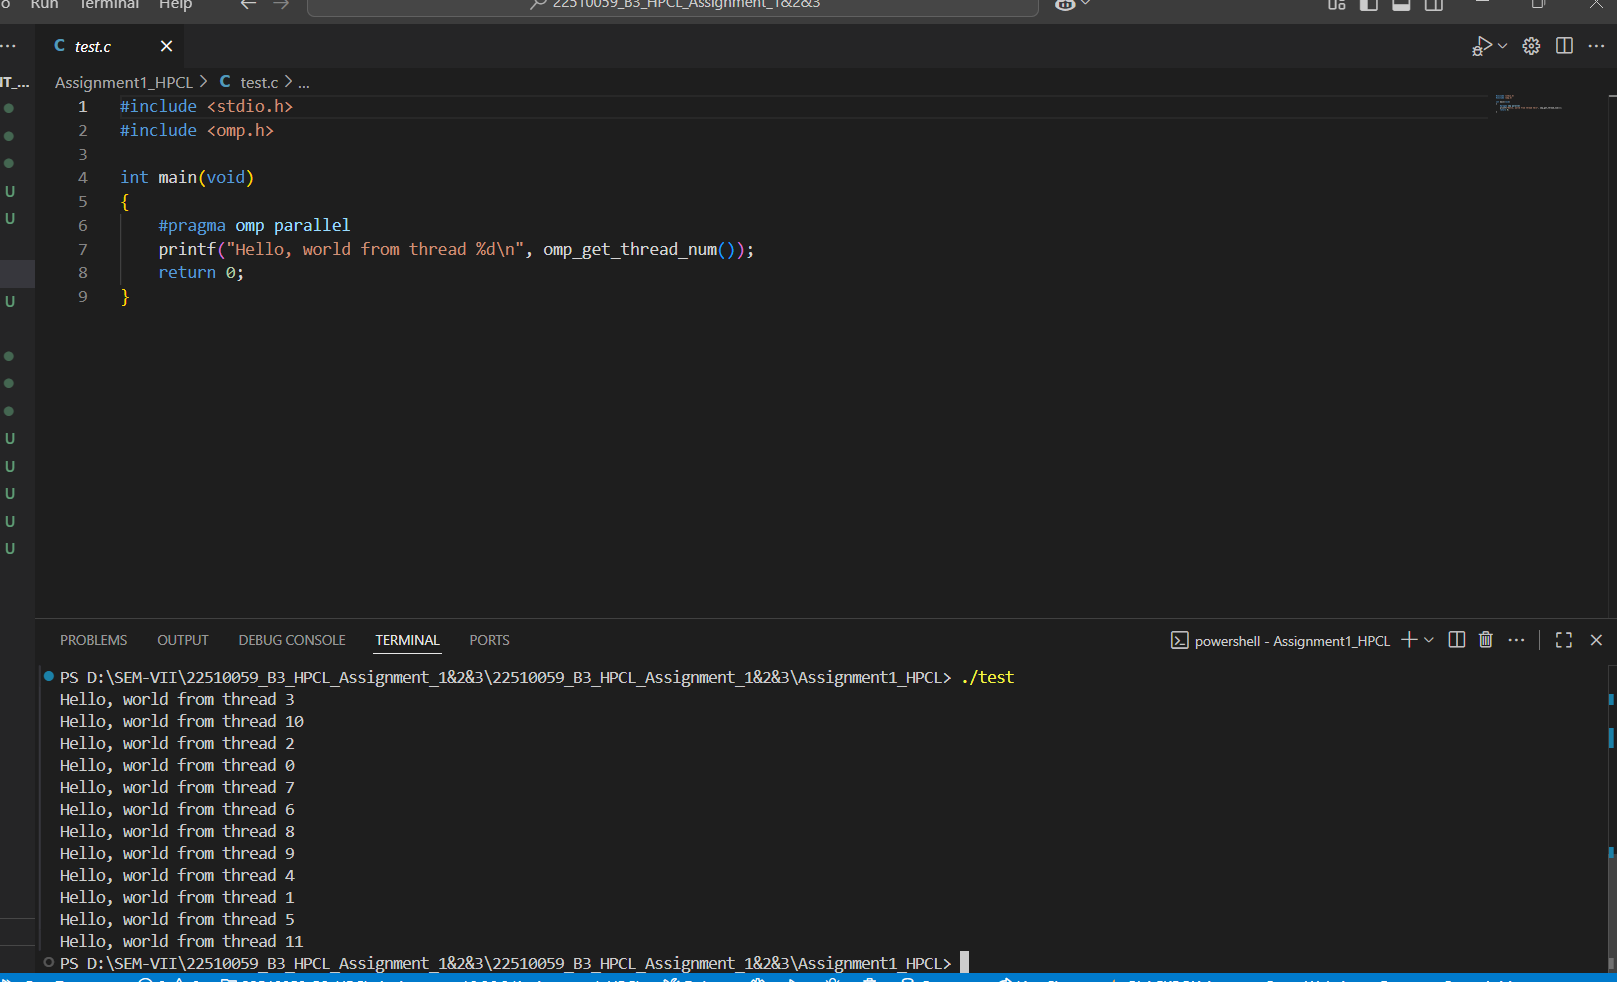 Run Terminal Help 22510059_B3_HPCL_Assignment_1&2&3
test.c
IT_...
Assignment1_HPCL > C test.c > ...
1 #include <stdio.h>
2 #include <omp.h>
3
4 int main(void)
5 {
6 #pragma omp parallel
7 printf("Hello, world from thread %d\n", omp_get_thread_num());
8 return 0;
9 }
U
U
U
U
U
U
U
U
PROBLEMS OUTPUT DEBUG CONSOLE TERMINAL PORTS powershell - Assignment1_HPCL
PS D:\SEM-VII\22510059_B3_HPCL_Assignment_1&2&3\22510059_B3_HPCL_Assignment_1&2&3\Assignment1_HPCL> ./test
Hello, world from thread 3
Hello, world from thread 10
Hello, world from thread 2
Hello, world from thread 0
Hello, world from thread 7
Hello, world from thread 6
Hello, world from thread 8
Hello, world from thread 9
Hello, world from thread 4
Hello, world from thread 1
Hello, world from thread 5
Hello, world from thread 11
PS D:\SEM-VII\22510059_B3_HPCL_Assignment_1&2&3\22510059_B3_HPCL_Assignment_1&2&3\Assignment1_HPCL>